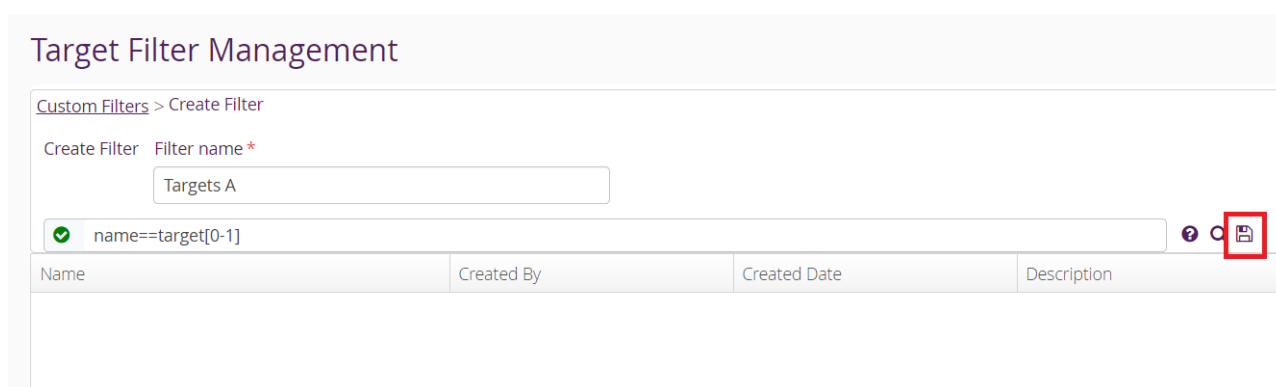 Target Filter Management
Custom Filters > Create Filter
Create Filter Filter name *
Targets A
name==target[0-1]
Name Created By Created Date Description